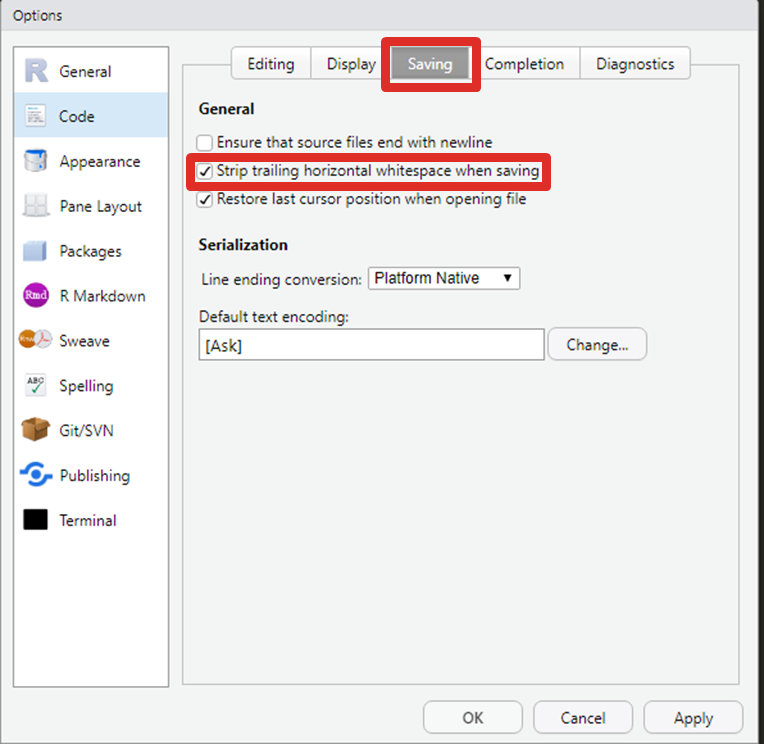 Options
General
Code
Appearance
Pane Layout
Packages
Rmd R Markdown
Sweave
ABC Spelling
Git/SVN
Publishing
Terminal
Editing Display Saving Completion Diagnostics
General
Ensure that source files end with newline
Strip trailing horizontal whitespace when saving
Restore last cursor position when opening file
Serialization
Line ending conversion: Platform Native
Default text encoding:
[Ask] Change...
OK Cancel Apply